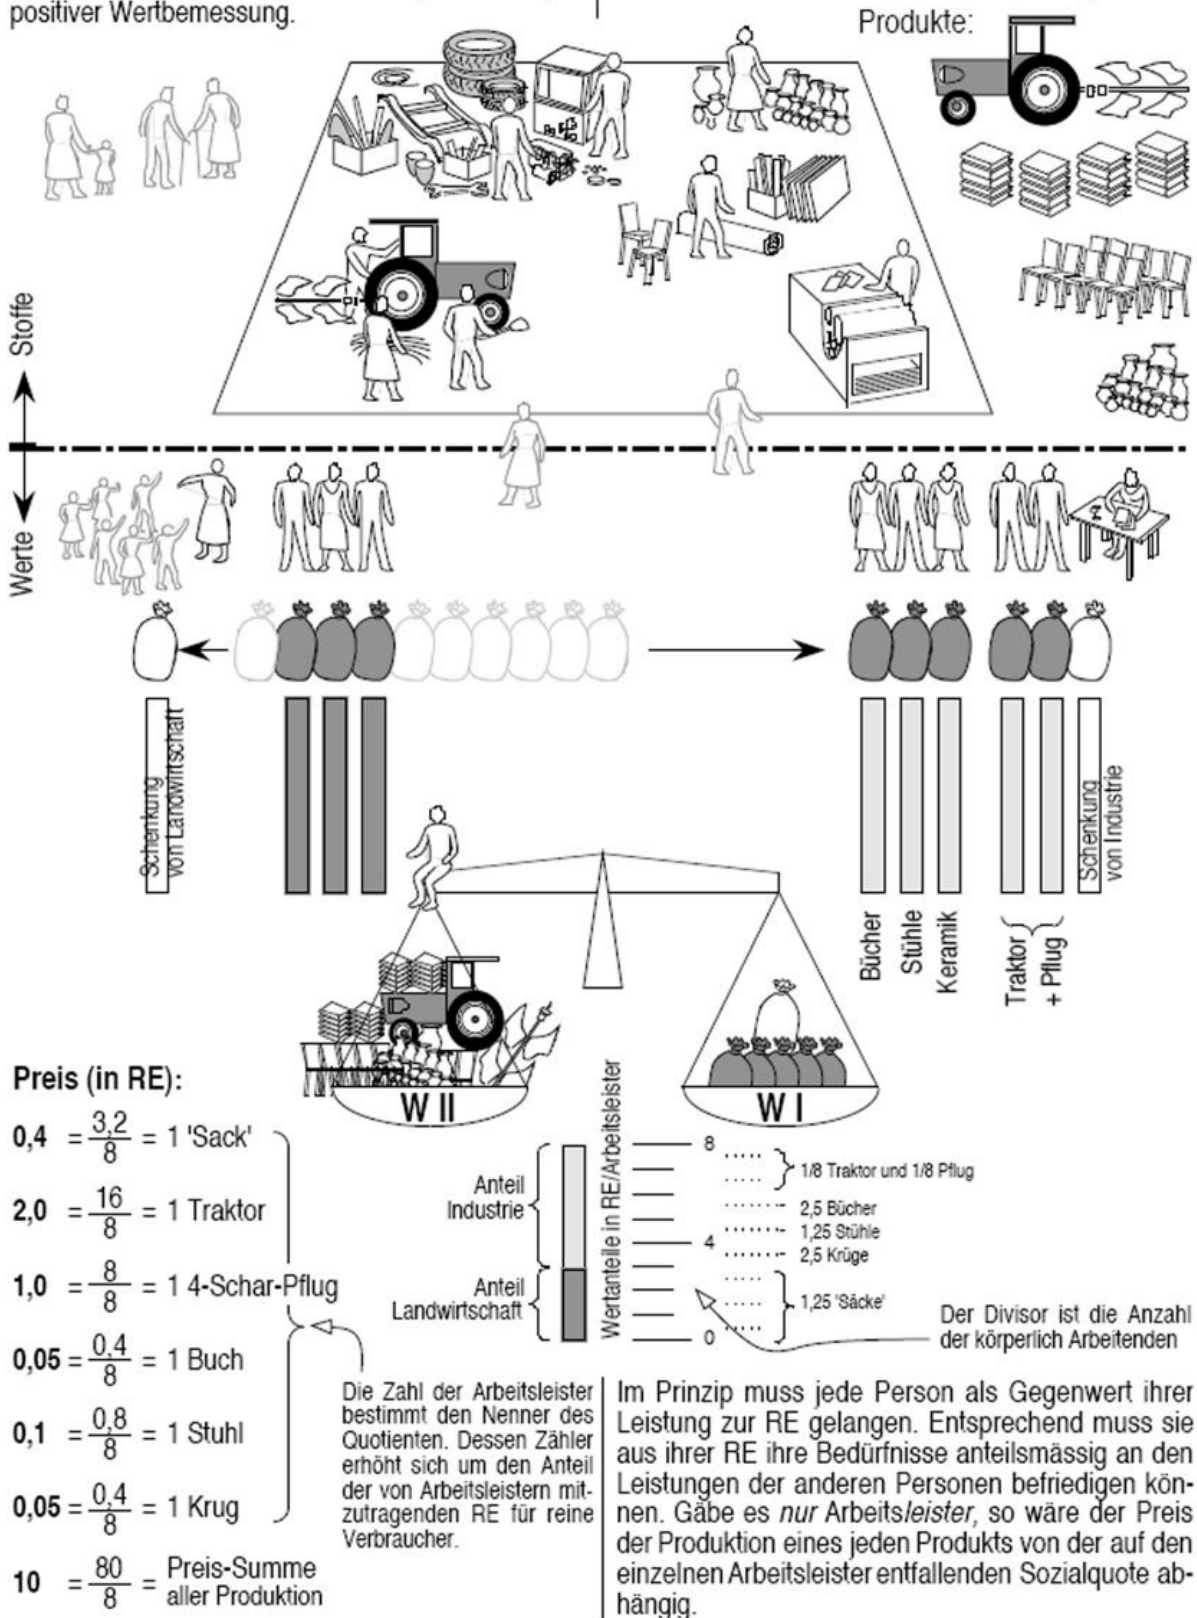 positiver Wertbemessung.
Produkte:
Stoffe
Werte
Schenkung
von Landwirtschaft
Schenkung
von Industrie
Bücher
Stühle
Keramik
Traktor
+ Pflug
W II
W I
Preis (in RE):
0,4 = 3,2/8 = 1 'Sack'
2,0 = 16/8 = 1 Traktor
1,0 = 8/8 = 1 4-Schar-Pflug
0,05 = 0,4/8 = 1 Buch
0,1 = 0,8/8 = 1 Stuhl
0,05 = 0,4/8 = 1 Krug
10 = 80/8 = Preis-Summe
aller Produktion
Anteil
Industrie
Anteil
Landwirtschaft
Wertanteile in RE/Arbeitsleister
8
4
0
1/8 Traktor und 1/8 Pflug
2,5 Bücher
1,25 Stühle
2,5 Krüge
1,25 'Säcke'
Der Divisor ist die Anzahl
der körperlich Arbeitenden
Die Zahl der Arbeitsleister
bestimmt den Nenner des
Quotienten. Dessen Zähler
erhöht sich um den Anteil
der von Arbeitsleistern mit-
zutragenden RE für reine
Verbraucher.
Im Prinzip muss jede Person als Gegenwert ihrer
Leistung zur RE gelangen. Entsprechend muss sie
aus ihrer RE ihre Bedürfnisse anteilsmässig an den
Leistungen der anderen Personen befriedigen kön-
nen. Gäbe es nur Arbeitsleister, so wäre der Preis
der Produktion eines jeden Produkts von der auf den
einzelnen Arbeitsleister entfallenden Sozialquote ab-
hängig.